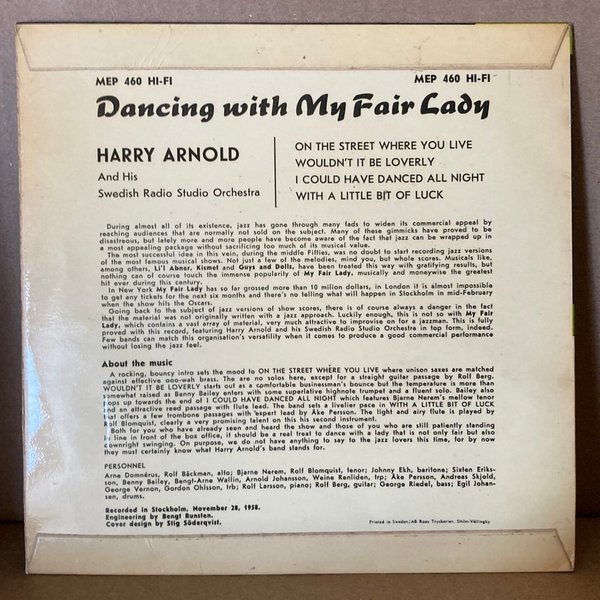 MEP 460 HI-FI
MEP 460 HI-FI
Dancing with My Fair Lady
HARRY ARNOLD
And His
Swedish Radio Studio Orchestra
ON THE STREET WHERE YOU LIVE
WOULDN'T IT BE LOVERLY
I COULD HAVE DANCED ALL NIGHT
WITH A LITTLE BIT OF LUCK
During almost all of its existence, jazz has gone through many fads to widen its commercial appeal by
reaching audiences that are normally not sold on the subject. Many of these gimmicks have proved to be
disastrous, but lately more and more people have become aware of the fact that jazz can be wrapped up in
a most appealing package without sacrificing too much of its musical value.
The most successful idea in this vein, during the middle Fifties, was no doubt to start recording jazz versions
of the most famous musical shows. Not just a few of the melodies, mind you, but whole scores. Musicals like,
among others, Li'l Abner, Kismet and Guys and Dolls, have been treated this way with gratifying results, but
nothing can of course touch the immense popularity of My Fair Lady, musically and moneywise the greatest
hit ever during this century.
In New York My Fair Lady has so far grossed more than 10 milion dollars, in London it is almost impossible
to get any tickets for the next six months and there's no telling what will happen in Stockholm in mid-February
when the show hits the Oscars.
Going back to the subject of jazz versions of show scores, there is of course always a danger in the fact
that the material was not originally written with a jazz approach. Luckily enough, this is not so with My Fair
Lady, which contains a vast array of material, very much attractive to improvise on for a jazzman. This is fully
proved with this record, featuring Harry Arnold and his Swedish Radio Studio Orchestra in top form, indeed.
Few bands can match this organisation's versatility when it comes to produce a good commercial performance
without losing the jazz feel.
About the music
A rocking, bouncy intro sets the mood to ON THE STREET WHERE YOU LIVE where unison saxes are matched
against effective ooo-wah brass. The are no solos here, except for a straight guitar passage by Rolf Berg.
WOULDN'T IT BE LOVERLY starts out as a comfortable businessman's bounce but the temperature is more than
somewhat raised as Benny Bailey enters with some superlative highnote trumpet and a fluent solo. Bailey also
tops up towards the end of I COULD HAVE DANCED ALL NIGHT which features Bjarne Nerem's mellow tenor
and an attractive reed passage with flute lead. The band sets a livelier pace in WITH A LITTLE BIT OF LUCK
that offers a few trombone passages with expert lead by Åke Persson. The light and airy flute is played by
Rolf Blomquist, clearly a very promising talent on this his second instrument.
Both for you who have already seen and heard the show and those of you who are still patiently standing
in line in front of the box office, it should be a real treat to dance with a lady that is not only fair but also
downright swinging. On purpose, we do not have anything to say to the jazz lovers this time, for by now
they must certainly know what Harry Arnold's band stands for.
PERSONNEL
Arne Domnérus, Rolf Bäckman, alto; Bjarne Nerem, Rolf Blomquist, tenor; Johnny Ekh, baritone; Sixten Eriks-
son, Benny Bailey, Bengt-Arne Wallin, Arnold Johansson, Weine Renliden, trp; Åke Persson, Andreas Skjold,
George Vernon, Gordon Ohlsson, trb; Rolf Larsson, piano; Rolf Berg, guitar; George Riedel, bass; Egil Johan-
sen, drums.
Recorded in Stockholm, November 28, 1958.
Engineering by Bengt Runsten.
Cover design by Stig Söderqvist.
Printed in Sweden/AB Roos Tryckerier, Sthlm-Vällingby